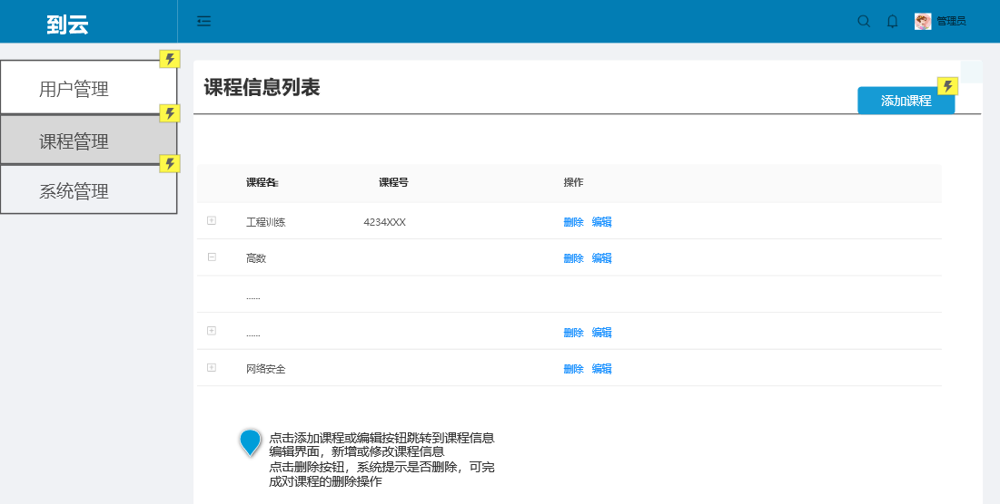 到云
管理员
用户管理
课程管理
系统管理
课程信息列表
添加课程
课程名 课程号 操作
工程训练 4234XXX 删除 编辑
高数 删除 编辑
......
...... 删除 编辑
网络安全 删除 编辑
点击添加课程或编辑按钮跳转到课程信息
编辑界面，新增或修改课程信息
点击删除按钮，系统提示是否删除，可完
成对课程的删除操作